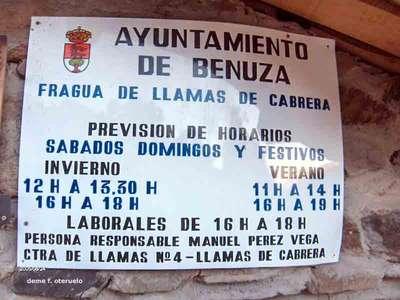 AYUNTAMIENTO
DE BENUZA
FRAGUA DE LLAMAS DE CABRERA
PREVISION DE HORARIOS
SABADOS DOMINGOS Y FESTIVOS
INVIERNO VERANO
12 H A 13,30 H 11 H A 14 H
16 H A 18 H 16 H A 19 H
LABORALES DE 16 H A 18 H
PERSONA RESPONSABLE MANUEL PEREZ VEGA
CTRA DE LLAMAS Nº4-LLAMAS DE CABRERA
deme f. oteruelo